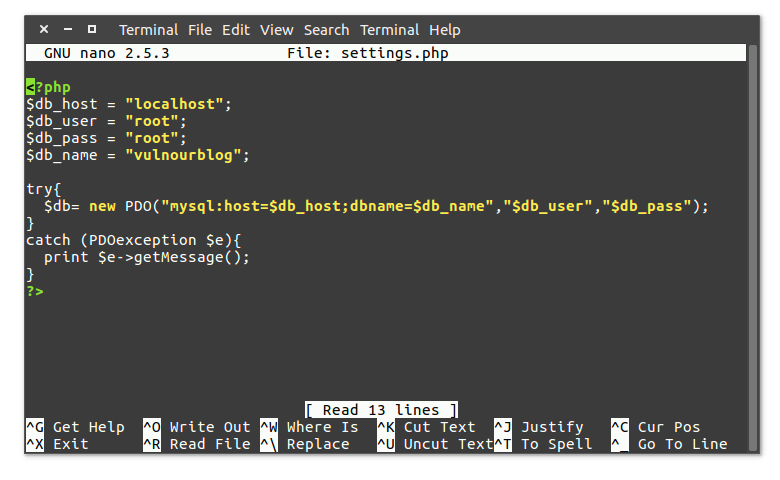 Terminal File Edit View Search Terminal Help
GNU nano 2.5.3 File: settings.php
<?php
$db_host = "localhost";
$db_user = "root";
$db_pass = "root";
$db_name = "vulnourblog";
try{
  $db= new PDO("mysql:host=$db_host;dbname=$db_name","$db_user","$db_pass");
}
catch (PDOexception $e){
  print $e->getMessage();
}
?>
[ Read 13 lines ]
^G Get Help ^O Write Out ^W Where Is ^K Cut Text ^J Justify ^C Cur Pos
^X Exit ^R Read File ^\ Replace ^U Uncut Text ^T To Spell ^_ Go To Line